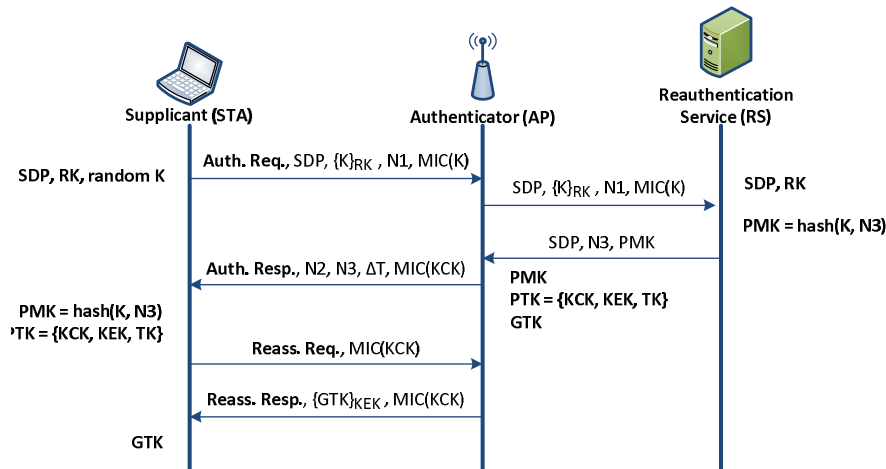 Supplicant (STA)
Authenticator (AP)
Reauthentication
Service (RS)
SDP, RK, random K
Auth. Req., SDP, {K}RK , N1, MIC(K)
SDP, {K}RK , N1, MIC(K)
SDP, RK
PMK = hash(K, N3)
SDP, N3, PMK
Auth. Resp., N2, N3, ΔT, MIC(KCK)
PMK
PTK = {KCK, KEK, TK}
GTK
PMK = hash(K, N3)
PTK = {KCK, KEK, TK}
Reass. Req., MIC(KCK)
Reass. Resp., {GTK}KEK , MIC(KCK)
GTK